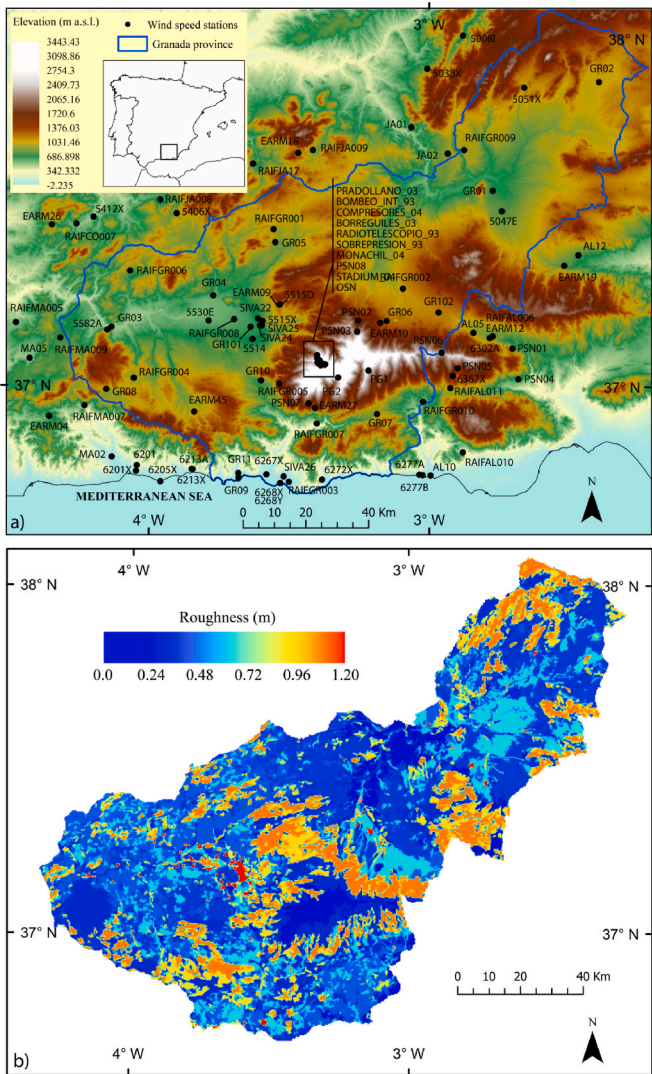 Elevation (m a.s.l.)
3443.43
3098.86
2754.3
2409.73
2065.16
1720.6
1376.03
1031.46
686.898
342.332
-2.235
Wind speed stations
Granada province
3° W
38° N
5008I
5038X
GR02
5051X
JA01
EARM18
RAIFJA009
RAIFGR009
JA02
RAIFJA17
PRADOLLANO_03
BOMBEO_INT_93
COMPRESORES_04
BORREGUILES_03
RADIOTELESCOPIO_93
SOBREPRESION_93
MONACHIL_04
PSN08
STADIUM_04
OSN
GR01
5047E
RAIFJA008
5412X
5406X
EARM26
RAIFCO007
RAIFGR001
GR05
AL12
EARM19
RAIFGR006
RAIFGR002
GR04
EARM09
5515D
RAIFMA005
GR03
5582A
5530E
SIVA22
5515X
RAIFGR008
SIVA25
GR101
SIVA24
5514
PSN02
GR06
PSN03
EARM10
GR102
RAIFAL006
AL05
EARM12
6302A
PSN06
PSN01
MA05
RAIFMA009
37° N
RAIFGR004
GR10
PG2
PG1
PSN05
6367X
PSN04
37° N
GR08
RAIFGR005
RAIFAL011
PSN07
EARM27
RAIFGR010
EARM04
RAIFMA007
EARM45
GR07
RAIFGR007
MA02
6201
6213A
GR11
6267X
SIVA26
6272X
6277A
AL10
RAIFAL010
6201X
6205X
6213X
GR09
6268X
RAIFGR003
6277B
6268Y
MEDITERRANEAN SEA
0 10 20 40 Km
N
a)
4° W
3° W
38° N
38° N
Roughness (m)
0.0 0.24 0.48 0.72 0.96 1.20
37° N
37° N
0 10 20 40 Km
N
b)
4° W
3° W